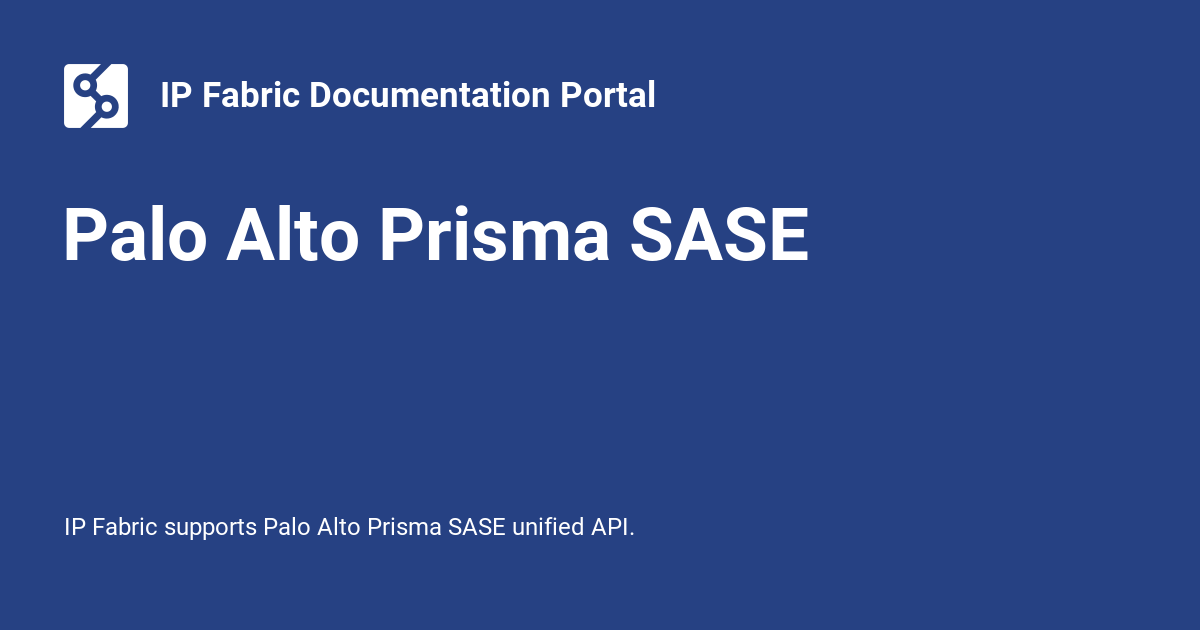 IP Fabric Documentation Portal
Palo Alto Prisma SASE
IP Fabric supports Palo Alto Prisma SASE unified API.